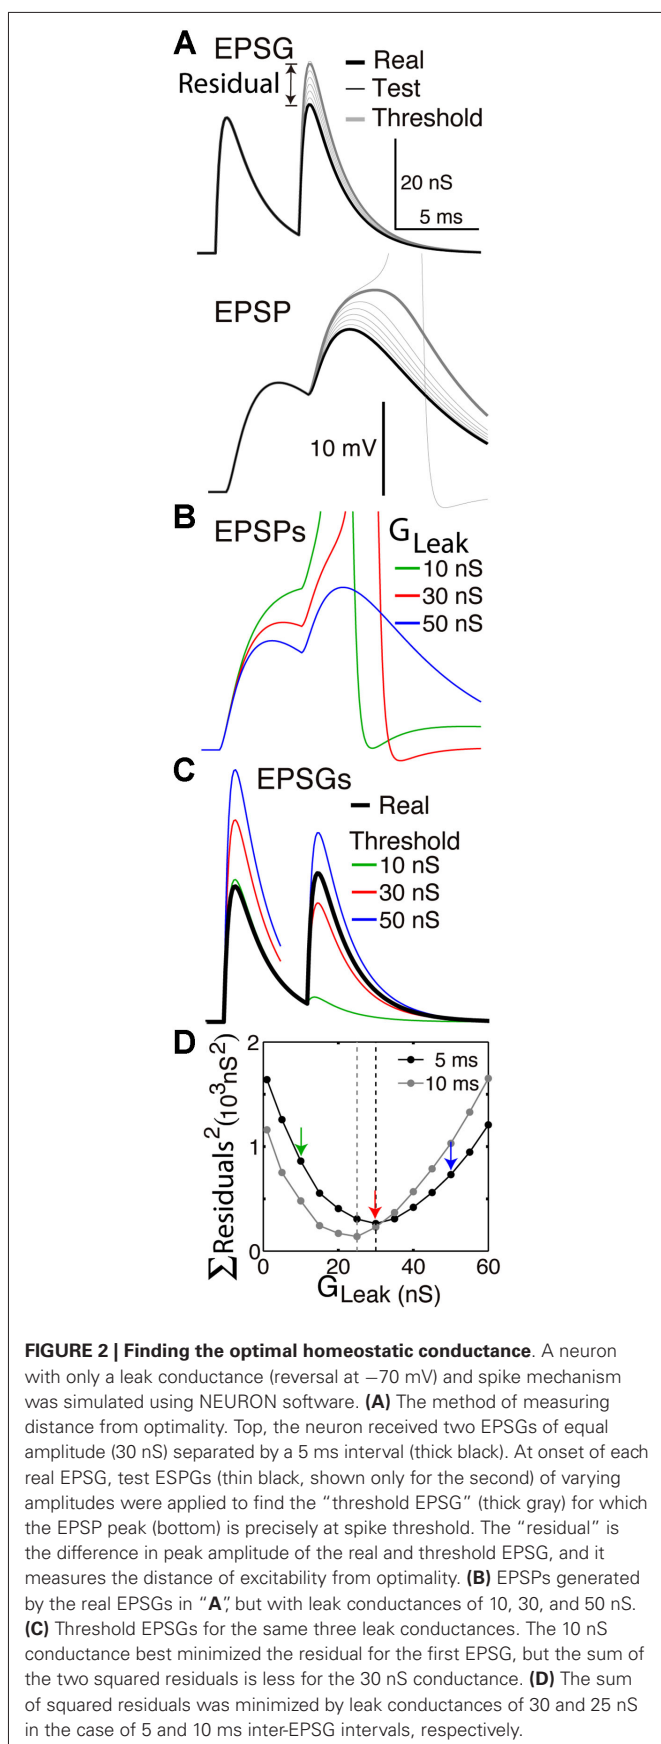 A
EPSG
Residual
Real
Test
Threshold
20 nS
5 ms
EPSP
10 mV
B
EPSPs
G Leak
10 nS
30 nS
50 nS
C
EPSGs
Real
Threshold
10 nS
30 nS
50 nS
D
2
1
0
∑Residuals² (10³nS²)
5 ms
10 ms
0 20 40 60
G Leak (nS)
FIGURE 2 | Finding the optimal homeostatic conductance. A neuron
with only a leak conductance (reversal at −70 mV) and spike mechanism
was simulated using NEURON software. (A) The method of measuring
distance from optimality. Top, the neuron received two EPSGs of equal
amplitude (30 nS) separated by a 5 ms interval (thick black). At onset of each
real EPSG, test ESPGs (thin black, shown only for the second) of varying
amplitudes were applied to find the “threshold EPSG” (thick gray) for which
the EPSP peak (bottom) is precisely at spike threshold. The “residual” is
the difference in peak amplitude of the real and threshold EPSG, and it
measures the distance of excitability from optimality. (B) EPSPs generated
by the real EPSGs in “A”, but with leak conductances of 10, 30, and 50 nS.
(C) Threshold EPSGs for the same three leak conductances. The 10 nS
conductance best minimized the residual for the first EPSG, but the sum of
the two squared residuals is less for the 30 nS conductance. (D) The sum
of squared residuals was minimized by leak conductances of 30 and 25 nS
in the case of 5 and 10 ms inter-EPSG intervals, respectively.